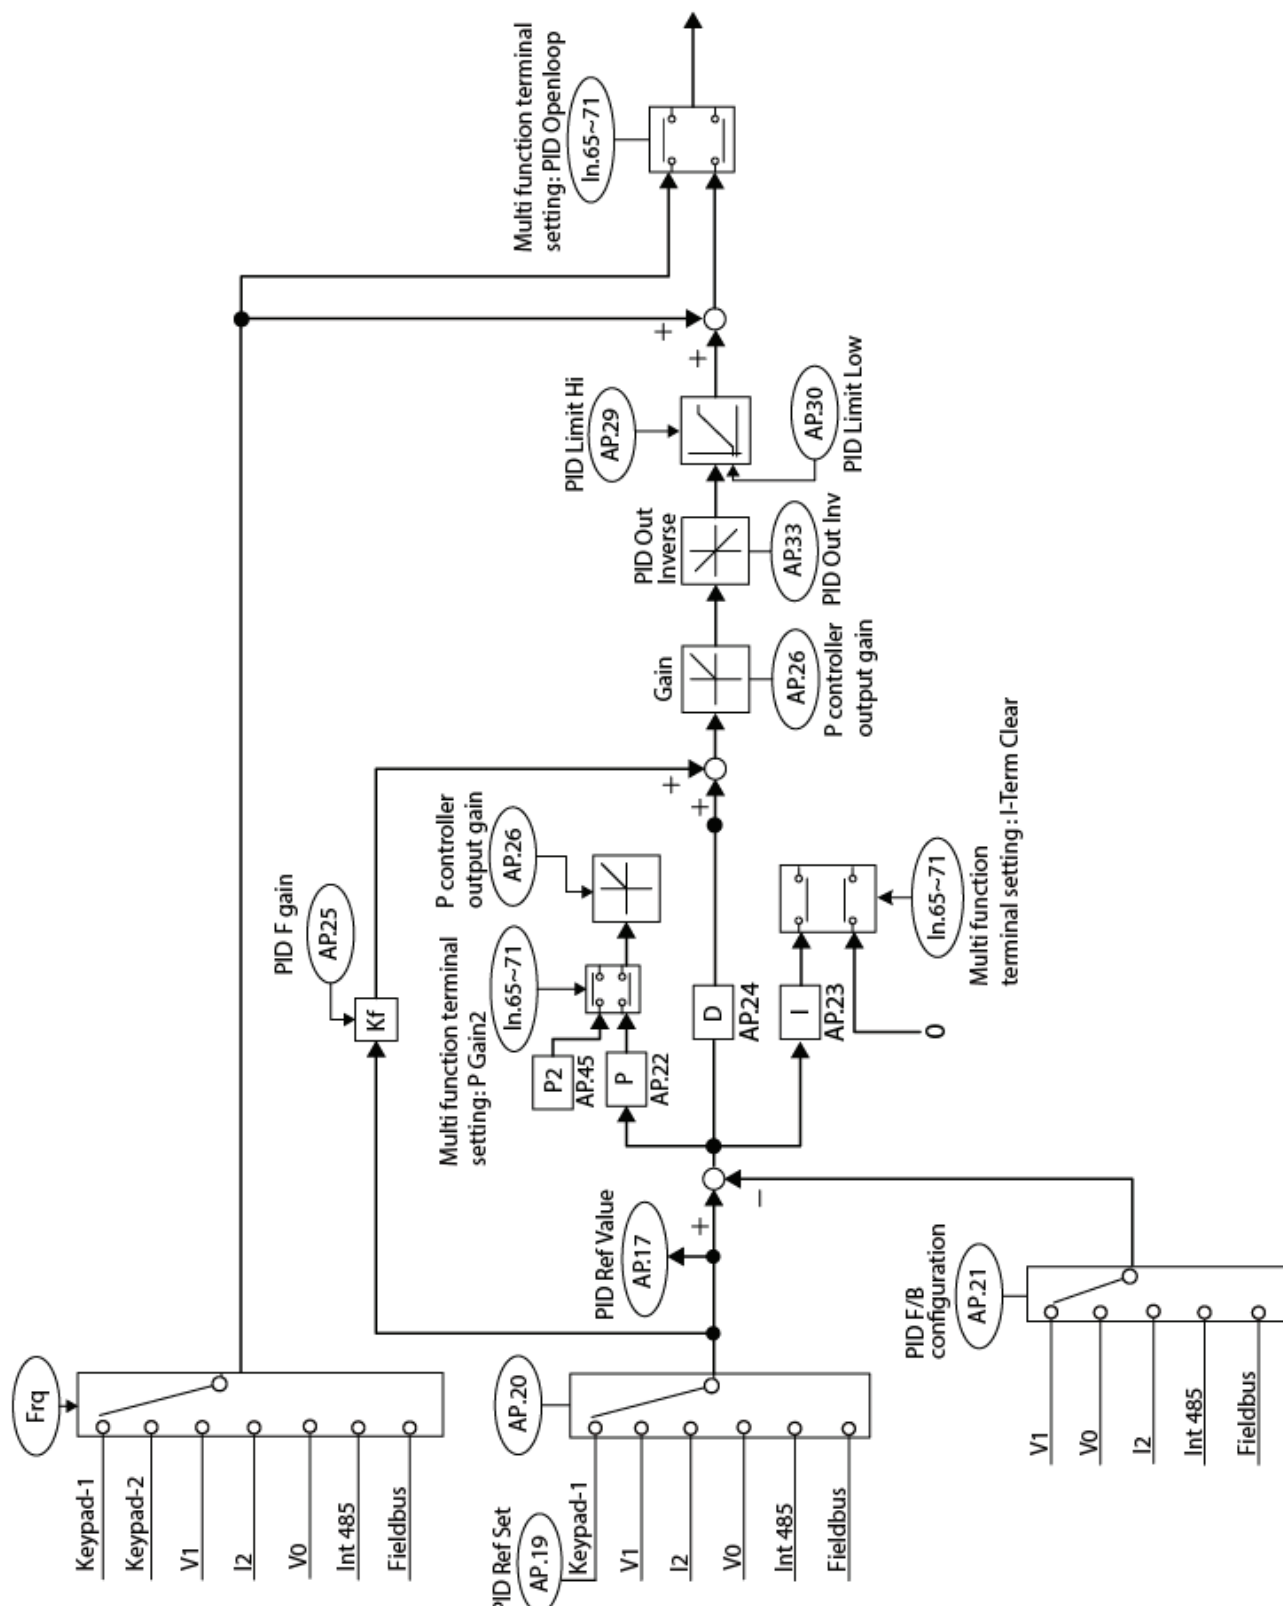 Frq
Keypad-1
Keypad-2
V1
I2
V0
Int 485
Fieldbus
PID Ref Set
AP.19
AP.20
Keypad-1
V1
I2
V0
Int 485
Fieldbus
PID F/B
configuration
AP.21
V1
V0
I2
Int 485
Fieldbus
PID Ref Value
AP.17
+
−
PID F gain
AP.25
Kf
Multi function terminal
setting: P Gain2
In.65~71
P2
AP.45
P
AP.22
D
AP.24
I
AP.23
0
P controller
output gain
AP.26
In.65~71
Multi function
terminal setting : I-Term Clear
+
+
Gain
AP.26
P controller
output gain
PID Out
Inverse
AP.33
PID Out Inv
PID Limit Hi
AP.29
AP.30
PID Limit Low
+
+
Multi function terminal
setting: PID Openloop
In.65~71